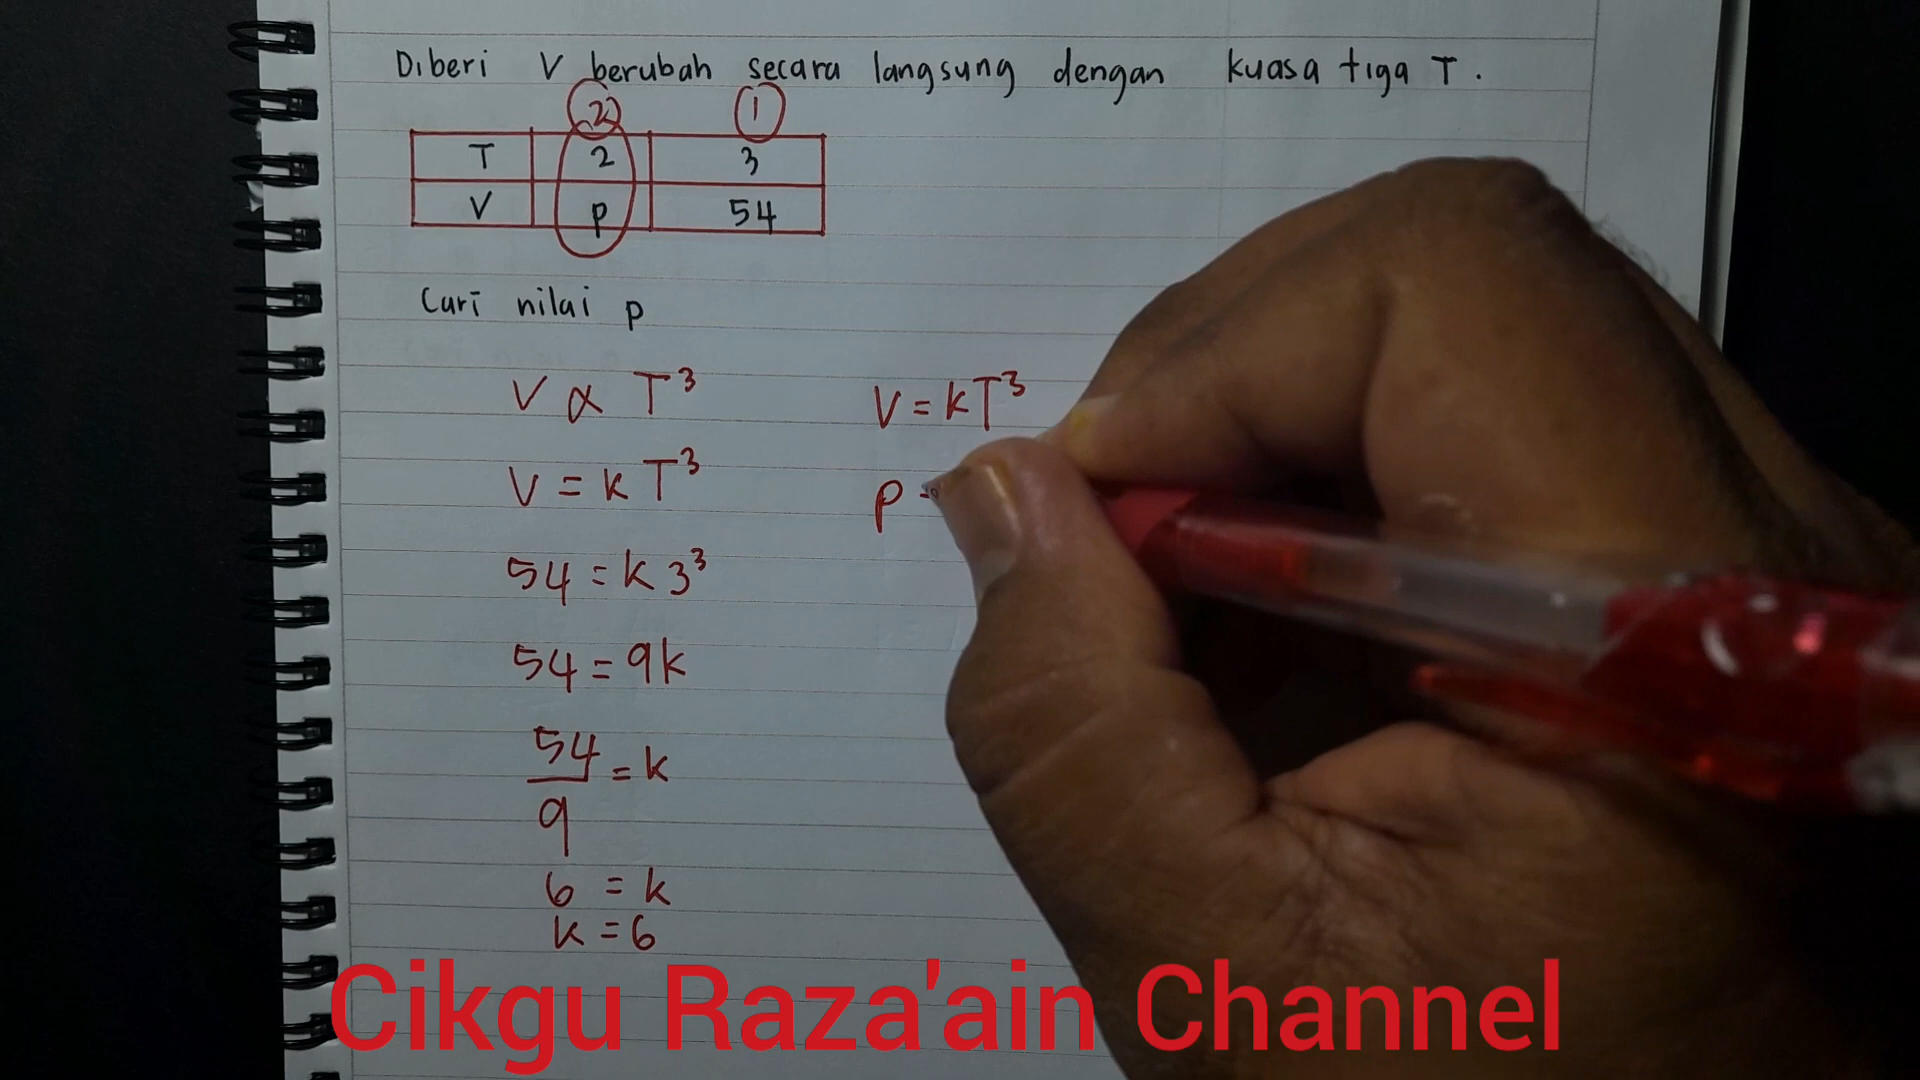 Diberi V berubah secara langsung dengan kuasa tiga T.
2 1
T 2 3
V p 54
Cari nilai p
V ∝ T³
V = kT³
54 = k 3³
54 = 9k
54/9 = k
6 = k
k = 6
V = kT³
p =
Cikgu Raza'ain Channel